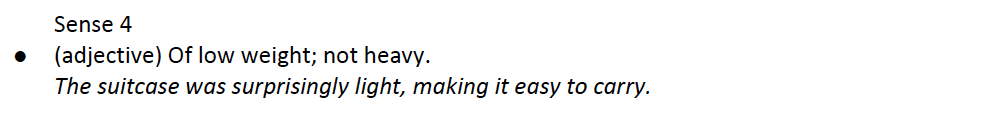 Sense 4
● (adjective) Of low weight; not heavy.
The suitcase was surprisingly light, making it easy to carry.